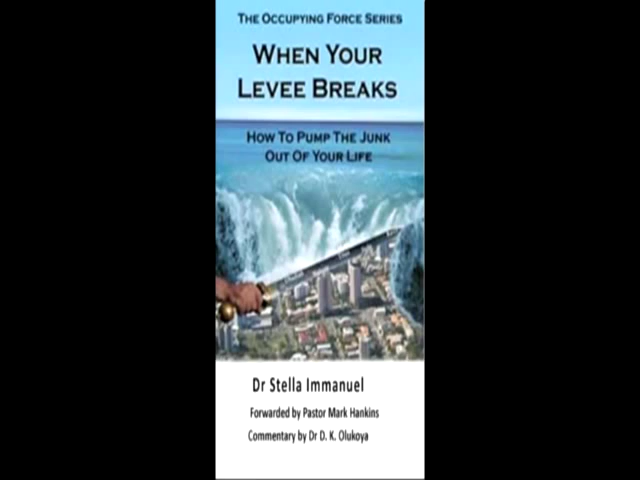 THE OCCUPYING FORCE SERIES
WHEN YOUR
LEVEE BREAKS
HOW TO PUMP THE JUNK
OUT OF YOUR LIFE
Dr Stella Immanuel
Forwarded by Pastor Mark Hankins
Commentary by Dr D. K. Olukoya